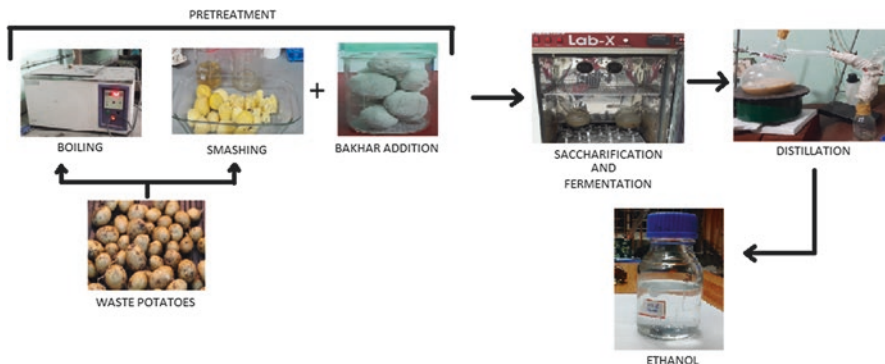 PRETREATMENT
+
BOILING
SMASHING
BAKHAR ADDITION
Lab-X
SACCHARIFICATION
AND
FERMENTATION
DISTILLATION
WASTE POTATOES
ETHANOL